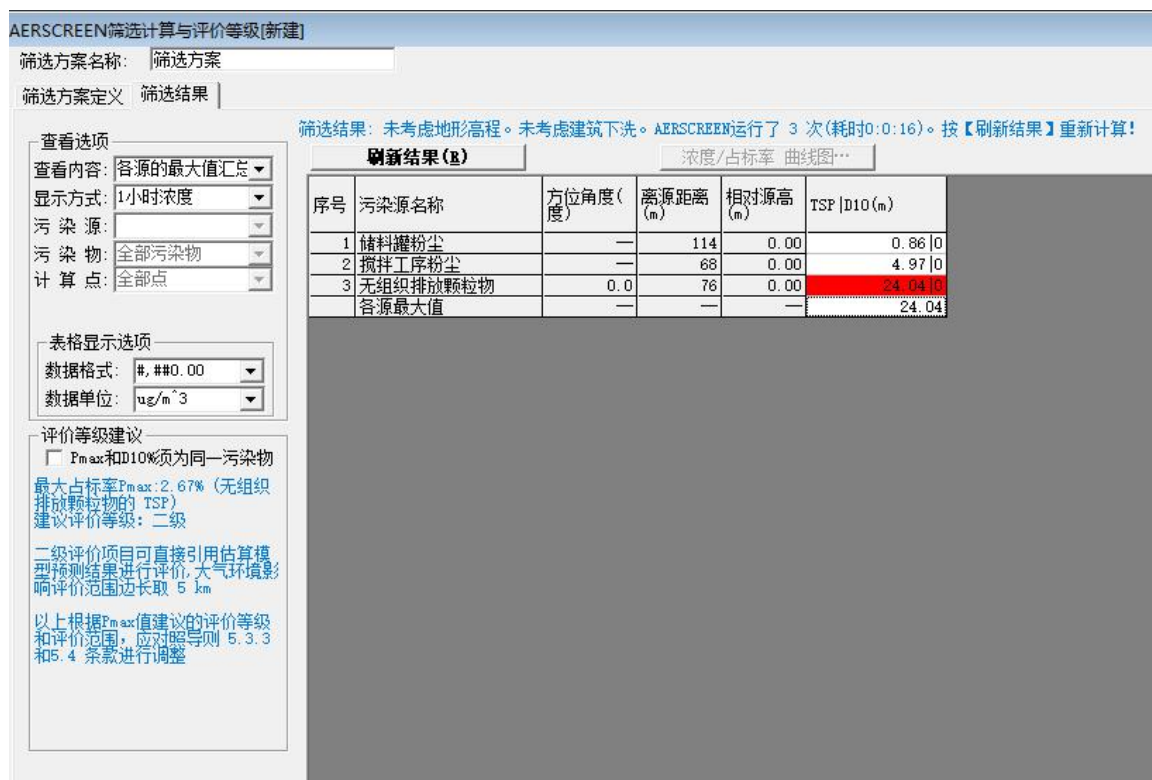 AERSCREEN筛选计算与评价等级[新建]
筛选方案名称: 筛选方案
筛选方案定义 筛选结果
筛选结果: 未考虑地形高程。未考虑建筑下洗。AERSCREEN运行了 3 次(耗时0:0:16)。按【刷新结果】重新计算!
查看选项
查看内容: 各源的最大值汇总
显示方式: 1小时浓度
污 染 源:
污 染 物: 全部污染物
计 算 点: 全部点
刷新结果(R) 浓度/占标率 曲线图…
序号 污染源名称 方位角度(度) 离源距离(m) 相对源高(m) TSP|D10(m)
1 储料罐粉尘 — 114 0.00 0.86|0
2 搅拌工序粉尘 — 68 0.00 4.97|0
3 无组织排放颗粒物 0.0 76 0.00 24.04|0
各源最大值 — — — 24.04
表格显示选项
数据格式: #,##0.00
数据单位: ug/m^3
评价等级建议
Pmax和D10%须为同一污染物
最大占标率Pmax:2.67% (无组织
排放颗粒物的 TSP)
建议评价等级: 二级
二级评价项目可直接引用估算模
型预测结果进行评价,大气环境影
响评价范围边长取 5 km
以上根据Pmax值建议的评价等级
和评价范围,应对照导则 5.3.3
和5.4 条款进行调整